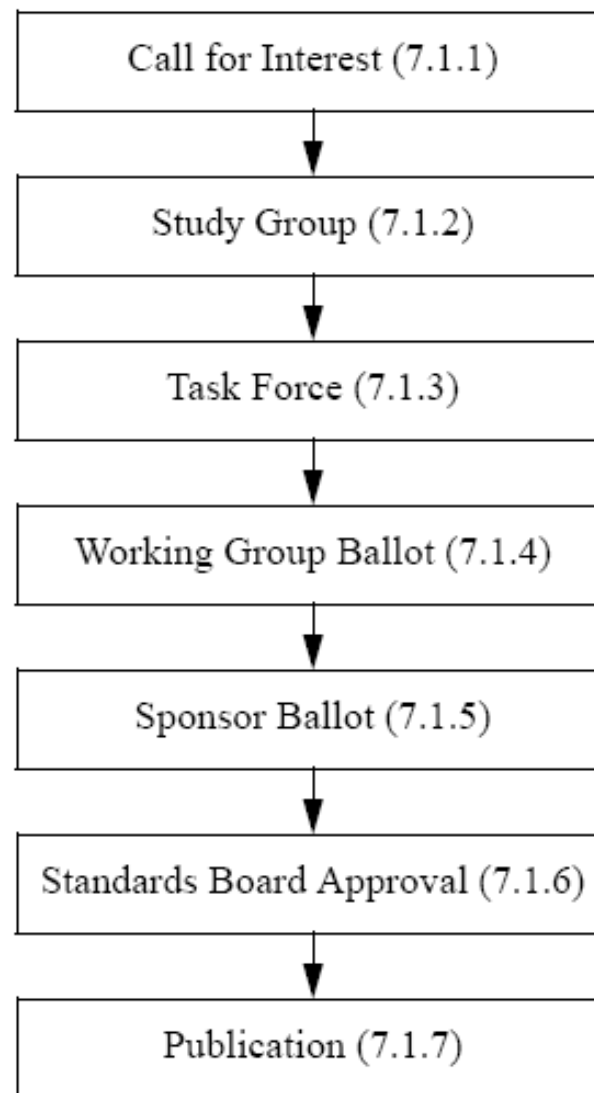 Call for Interest (7.1.1)
Study Group (7.1.2)
Task Force (7.1.3)
Working Group Ballot (7.1.4)
Sponsor Ballot (7.1.5)
Standards Board Approval (7.1.6)
Publication (7.1.7)